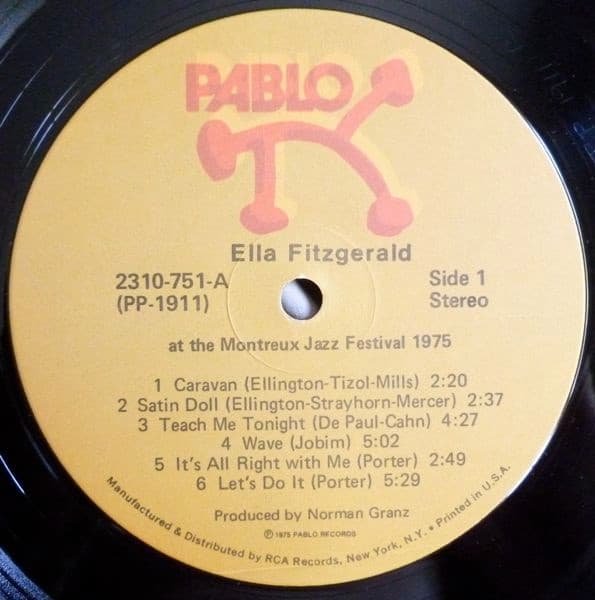 PABLO
Ella Fitzgerald
2310-751-A
(PP-1911)
Side 1
Stereo
at the Montreux Jazz Festival 1975
1 Caravan (Ellington-Tizol-Mills) 2:20
2 Satin Doll (Ellington-Strayhorn-Mercer) 2:37
3 Teach Me Tonight (De Paul-Cahn) 4:27
4 Wave (Jobim) 5:02
5 It's All Right with Me (Porter) 2:49
6 Let's Do It (Porter) 5:29
Produced by Norman Granz
℗ 1975 PABLO RECORDS
Manufactured & Distributed by RCA Records, New York, N.Y. • Printed in U.S.A.